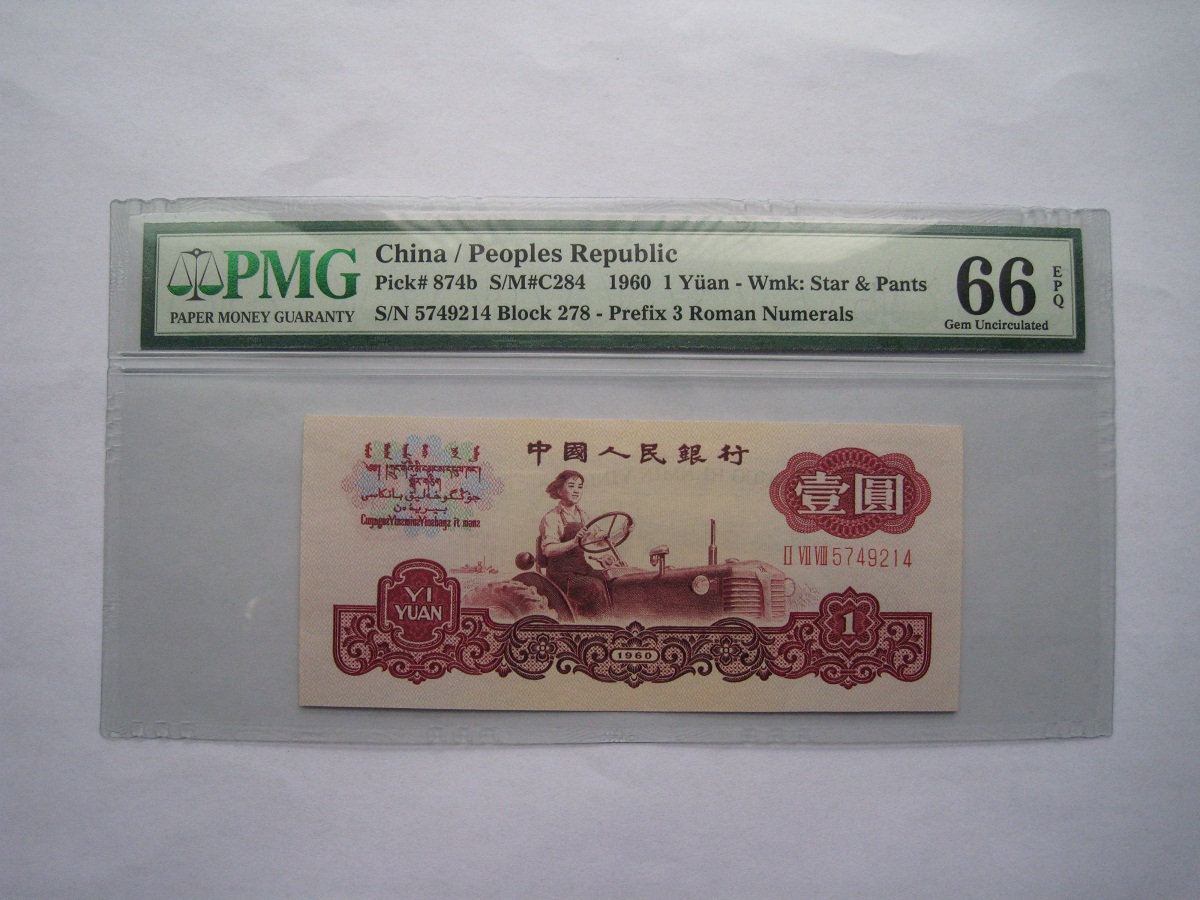 PMG
PAPER MONEY GUARANTY
China / Peoples Republic
Pick# 874b S/M#C284 1960 1 Yüan - Wmk: Star & Pants
S/N 5749214 Block 278 - Prefix 3 Roman Numerals
66
EPQ
Gem Uncirculated
中國人民銀行
壹圓
II VII VIII 5749214
YI
YUAN
1
1960